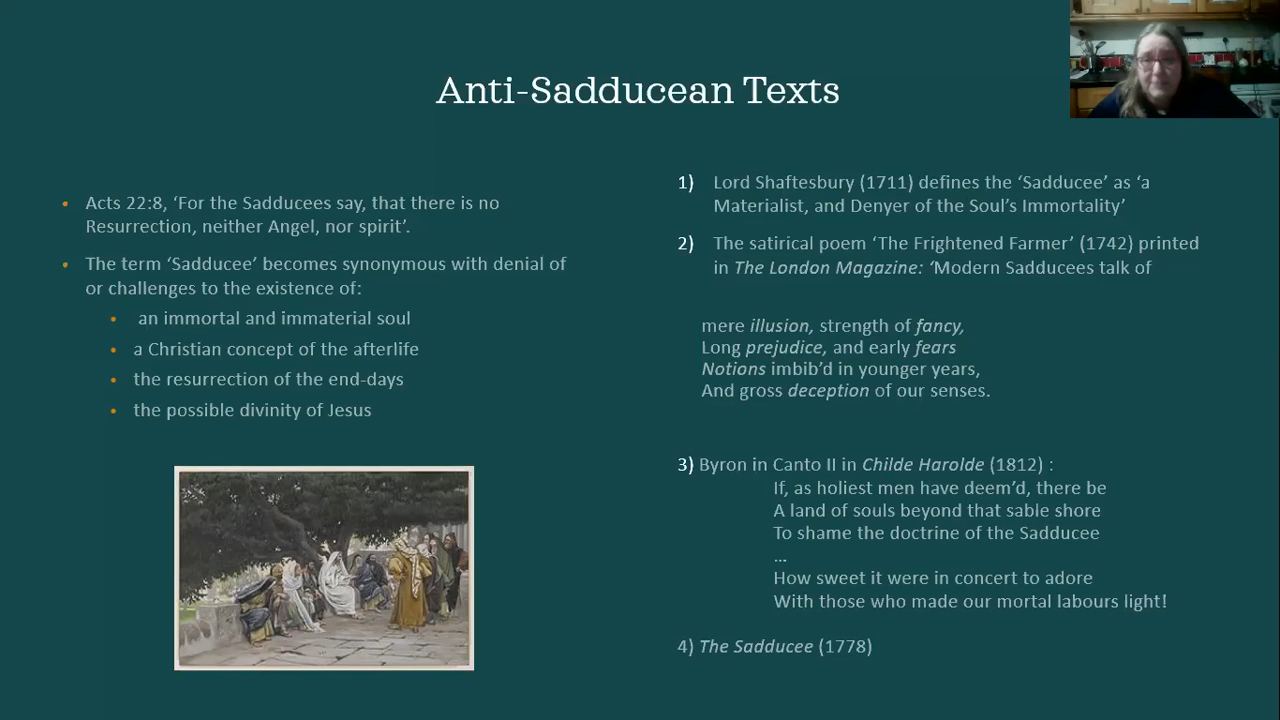 Anti-Sadducean Texts
Acts 22:8, ‘For the Sadducees say, that there is no
Resurrection, neither Angel, nor spirit’.
The term ‘Sadducee’ becomes synonymous with denial of
or challenges to the existence of:
an immortal and immaterial soul
a Christian concept of the afterlife
the resurrection of the end-days
the possible divinity of Jesus
1) Lord Shaftesbury (1711) defines the ‘Sadducee’ as ‘a
Materialist, and Denyer of the Soul’s Immortality’
2) The satirical poem ‘The Frightened Farmer’ (1742) printed
in The London Magazine: ‘Modern Sadducees talk of
mere illusion, strength of fancy,
Long prejudice, and early fears
Notions imbib’d in younger years,
And gross deception of our senses.
3) Byron in Canto II in Childe Harolde (1812) :
If, as holiest men have deem’d, there be
A land of souls beyond that sable shore
To shame the doctrine of the Sadducee
…
How sweet it were in concert to adore
With those who made our mortal labours light!
4) The Sadducee (1778)